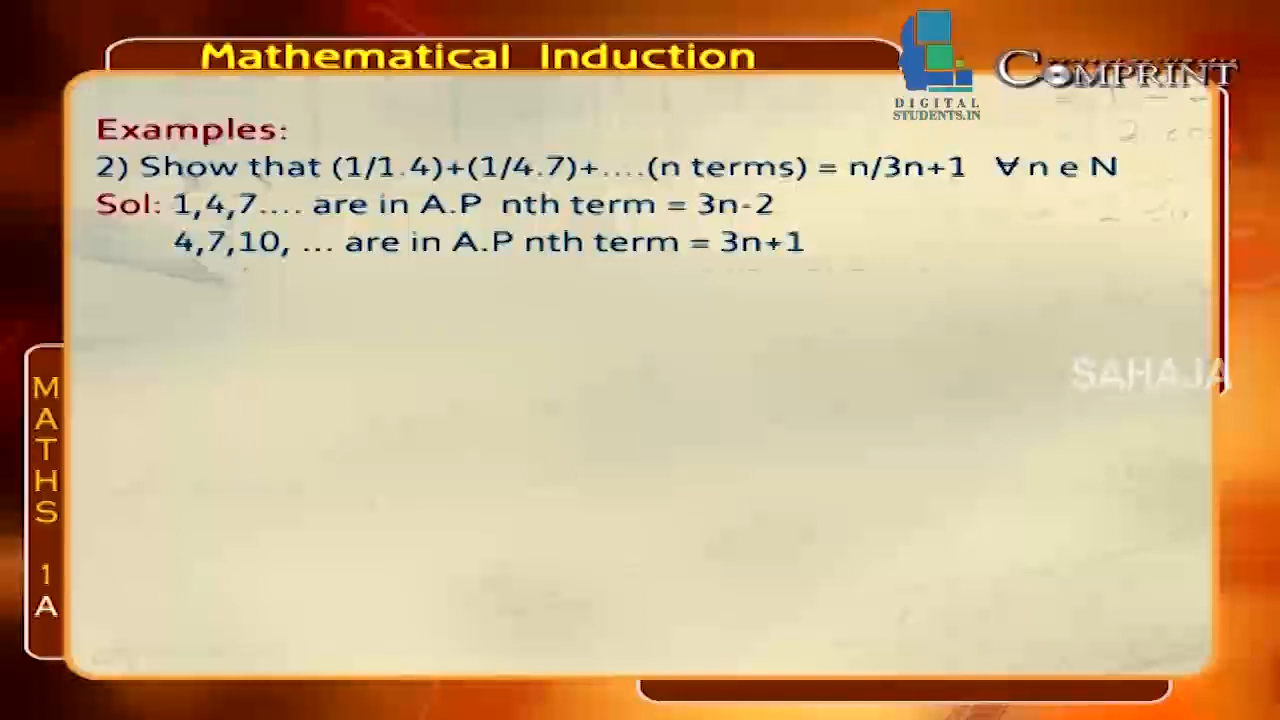 Mathematical Induction
DIGITAL
STUDENTS.IN
COMPRINT
Examples:
2) Show that (1/1.4)+(1/4.7)+....(n terms) = n/3n+1 ∀ n e N
Sol: 1,4,7.... are in A.P nth term = 3n-2
4,7,10, ... are in A.P nth term = 3n+1
SAHAJA
MATHS 1A